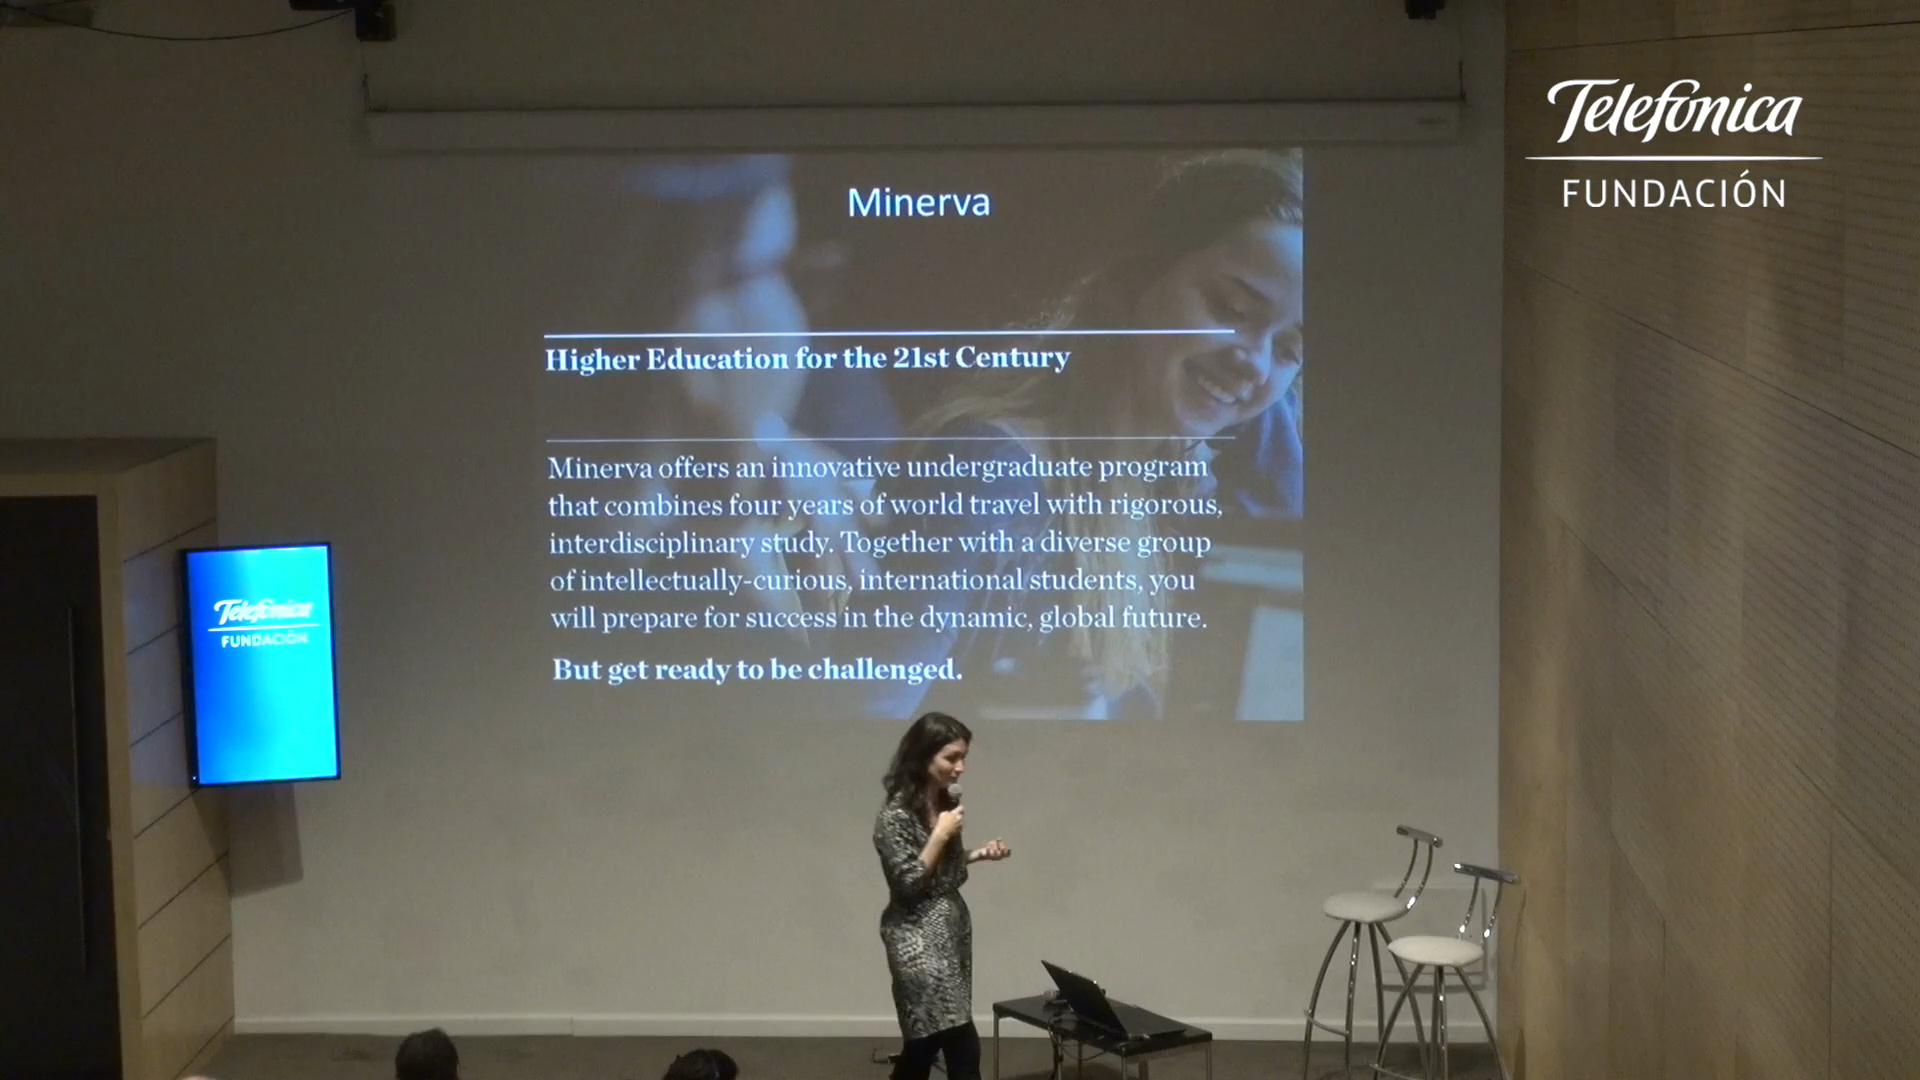 Telefónica
FUNDACIÓN
Minerva
Higher Education for the 21st Century
Minerva offers an innovative undergraduate program
that combines four years of world travel with rigorous,
interdisciplinary study. Together with a diverse group
of intellectually-curious, international students, you
will prepare for success in the dynamic, global future.
But get ready to be challenged.
Telefónica
FUNDACIÓN